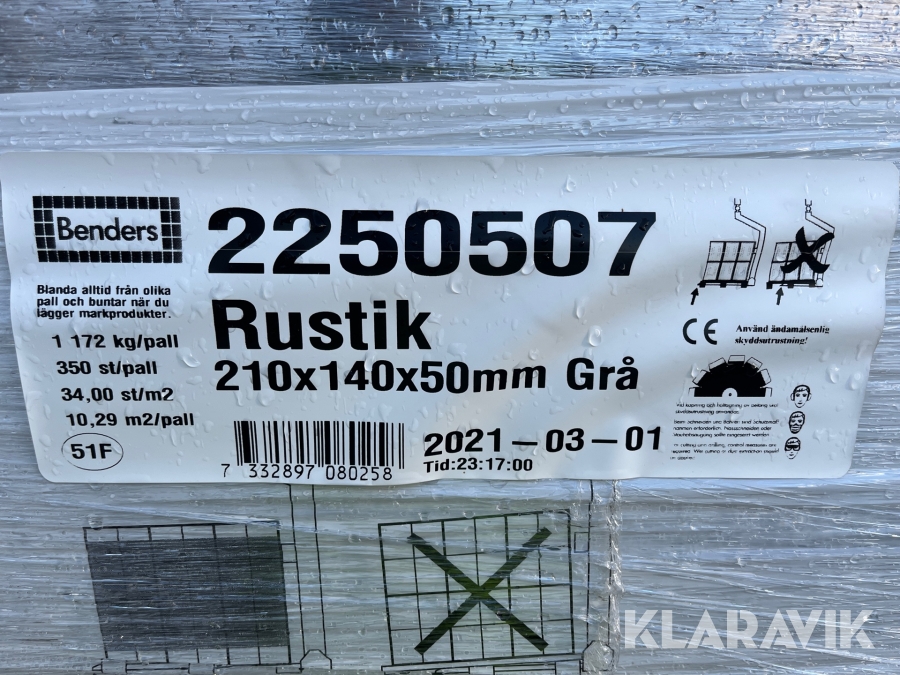 Benders
2250507
Blanda alltid från olika
pall och buntar när du
lägger markprodukter.
Rustik
210x140x50mm Grå
1 172 kg/pall
350 st/pall
34,00 st/m2
10,29 m2/pall
51F
7 332897 080258
2021-03-01
Tid:23:17:00
CE
Använd ändamålsenlig
skyddsutrustning!
KLARAVIK